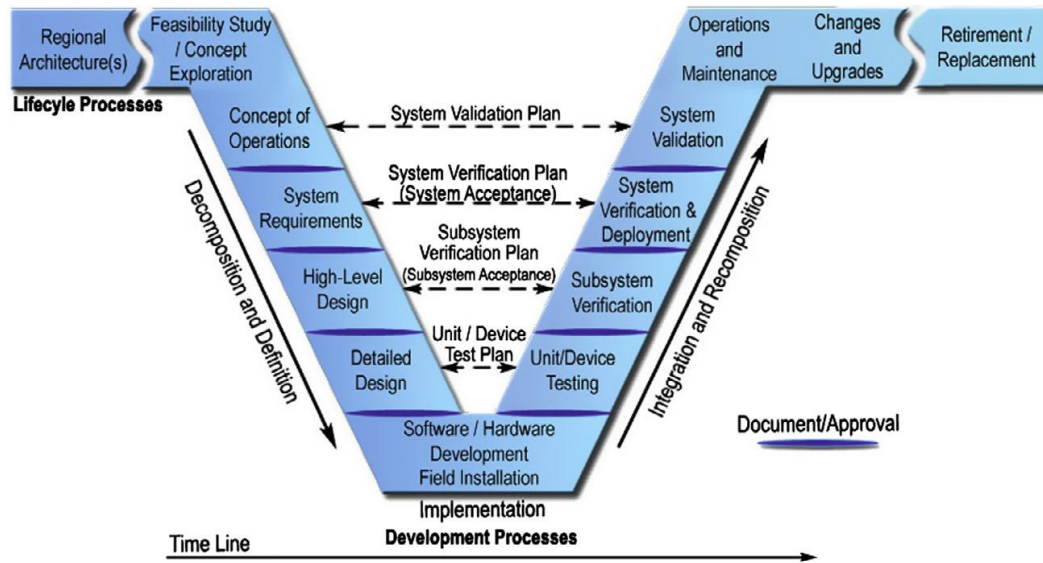 Regional
Architecture(s)
Feasibility Study
/ Concept
Exploration
Operations
and
Maintenance
Changes
and
Upgrades
Retirement /
Replacement
Lifecyle Processes
Concept of
Operations
System Validation Plan
System
Validation
System
Requirements
System Verification Plan
(System Acceptance)
System
Verification &
Deployment
High-Level
Design
Subsystem
Verification Plan
(Subsystem Acceptance)
Subsystem
Verification
Detailed
Design
Unit / Device
Test Plan
Unit/Device
Testing
Decomposition and Definition
Integration and Recomposition
Software / Hardware
Development
Field Installation
Document/Approval
Implementation
Development Processes
Time Line